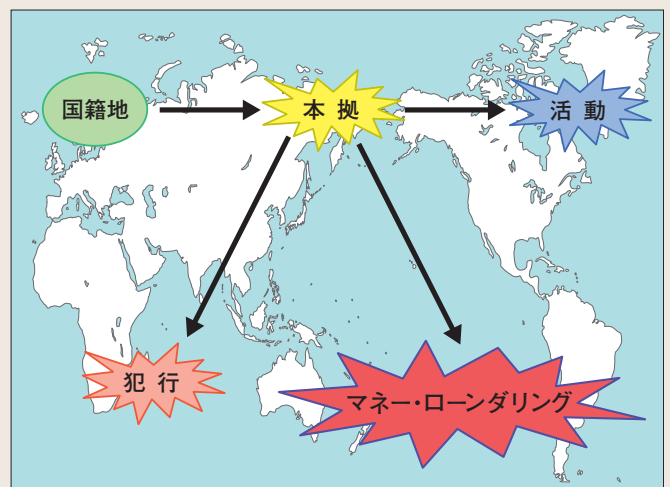 国籍地
本拠
活動
犯行
マネー・ローンダリング